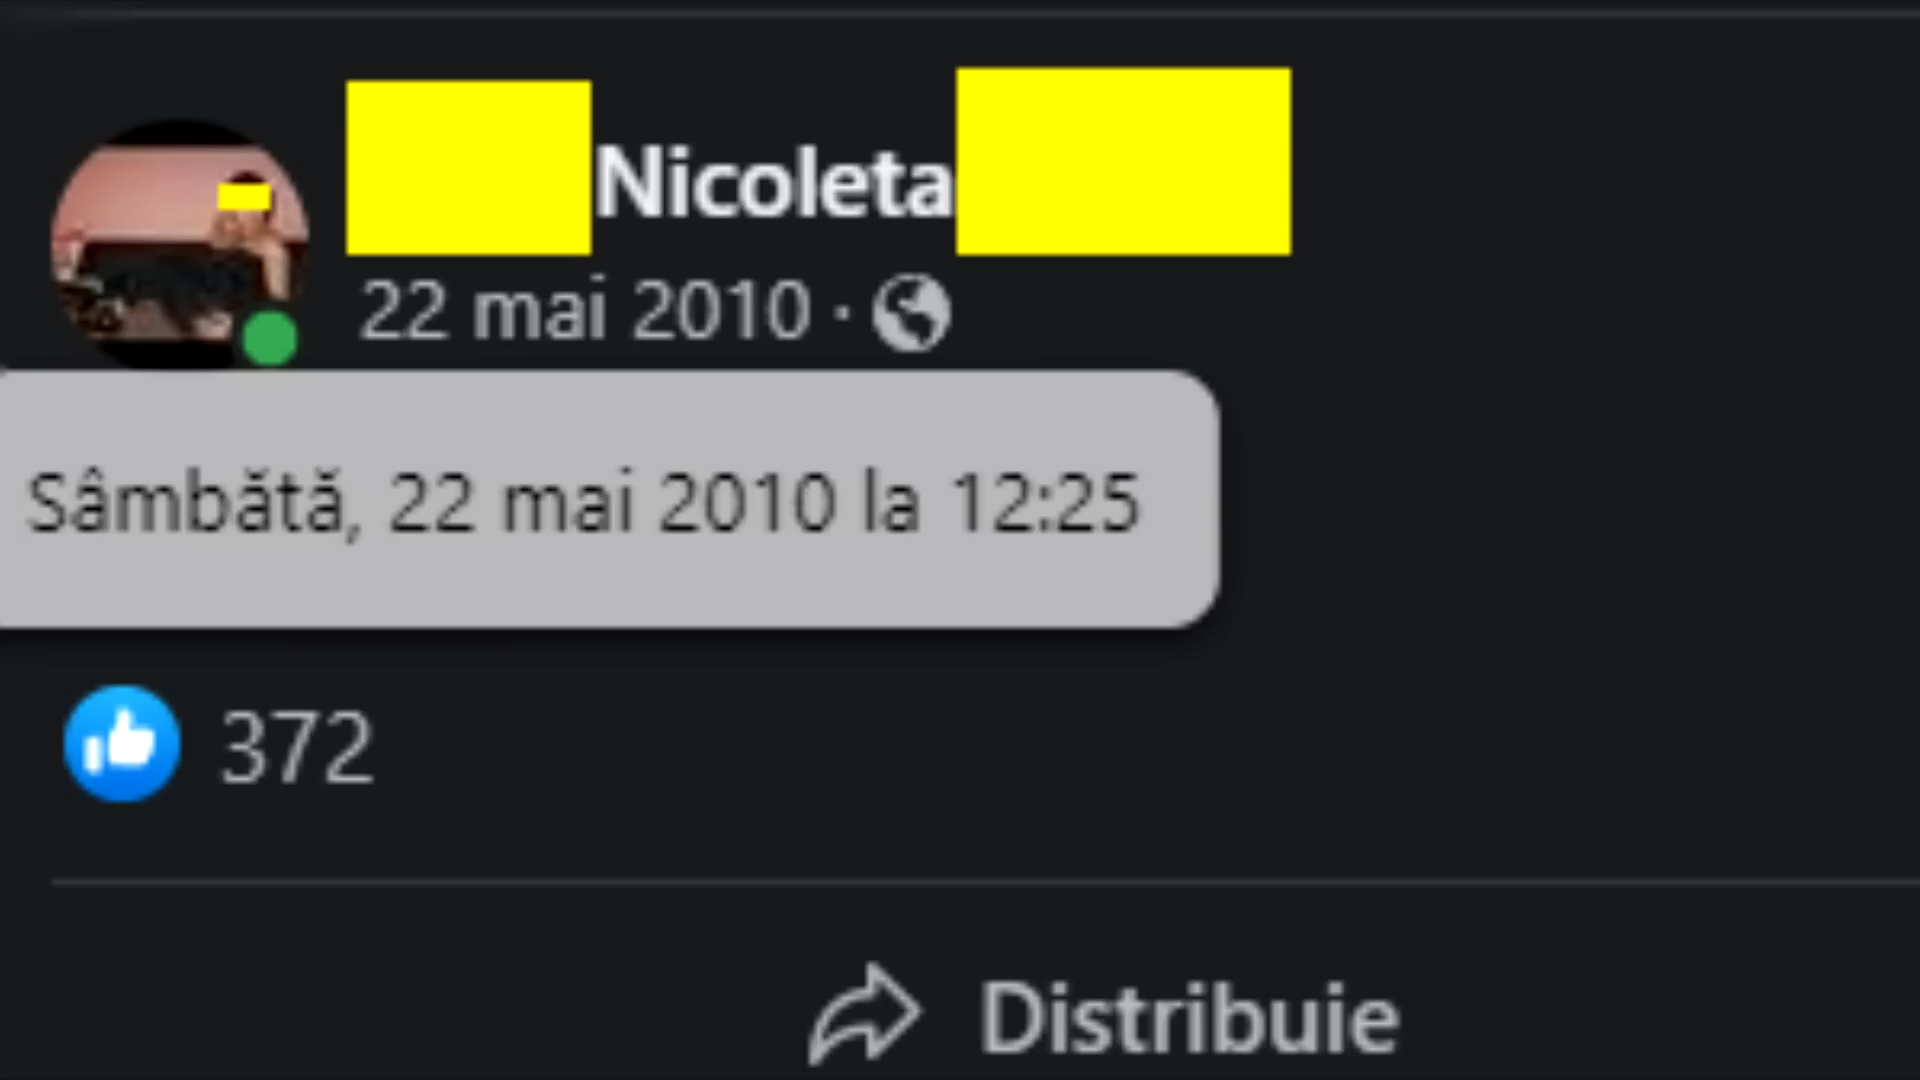 Nicoleta
22 mai 2010 ·
Sâmbătă, 22 mai 2010 la 12:25
372
Distribuie